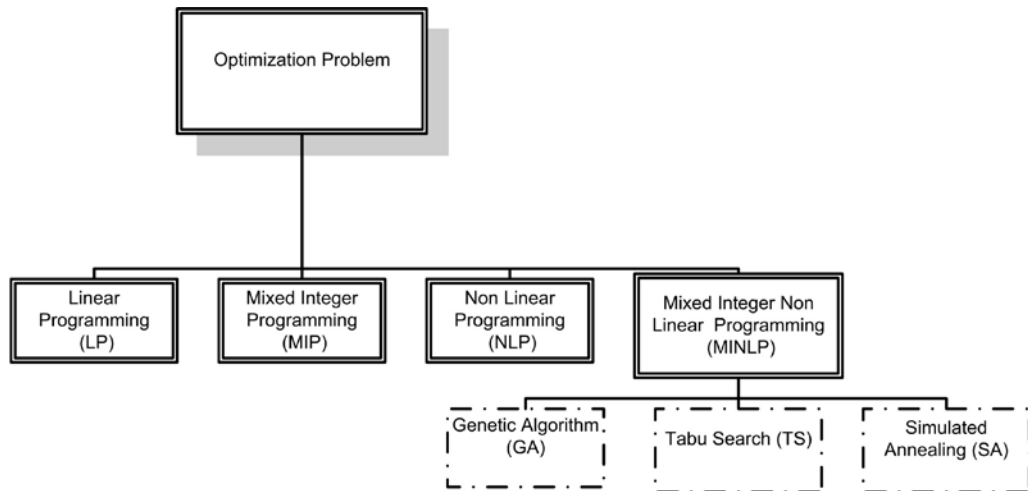 Optimization Problem
Linear
Programming
(LP)
Mixed Integer
Programming
(MIP)
Non Linear
Programming
(NLP)
Mixed Integer Non
Linear Programming
(MINLP)
Genetic Algorithm
(GA)
Tabu Search (TS)
Simulated
Annealing (SA)